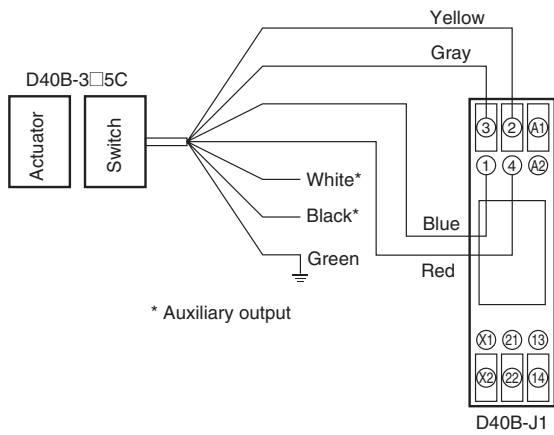 Yellow
Gray
D40B-3□5C
Actuator
Switch
3 2 A1
1 4 A2
White*
Black*
Blue
Green
Red
* Auxiliary output
X1 21 13
X2 22 14
D40B-J1